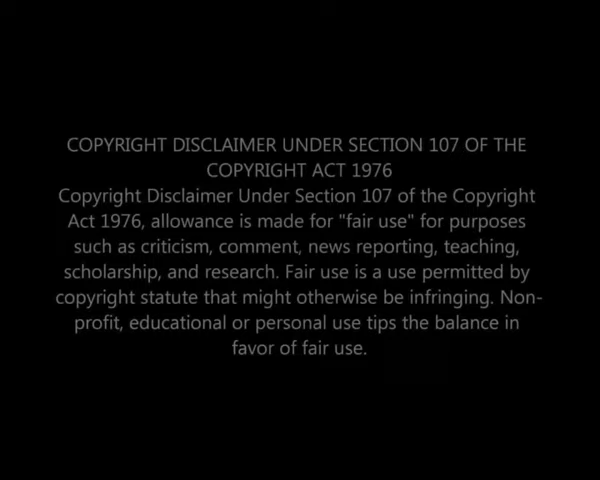 COPYRIGHT DISCLAIMER UNDER SECTION 107 OF THE
COPYRIGHT ACT 1976
Copyright Disclaimer Under Section 107 of the Copyright
Act 1976, allowance is made for "fair use" for purposes
such as criticism, comment, news reporting, teaching,
scholarship, and research. Fair use is a use permitted by
copyright statute that might otherwise be infringing. Non-
profit, educational or personal use tips the balance in
favor of fair use.